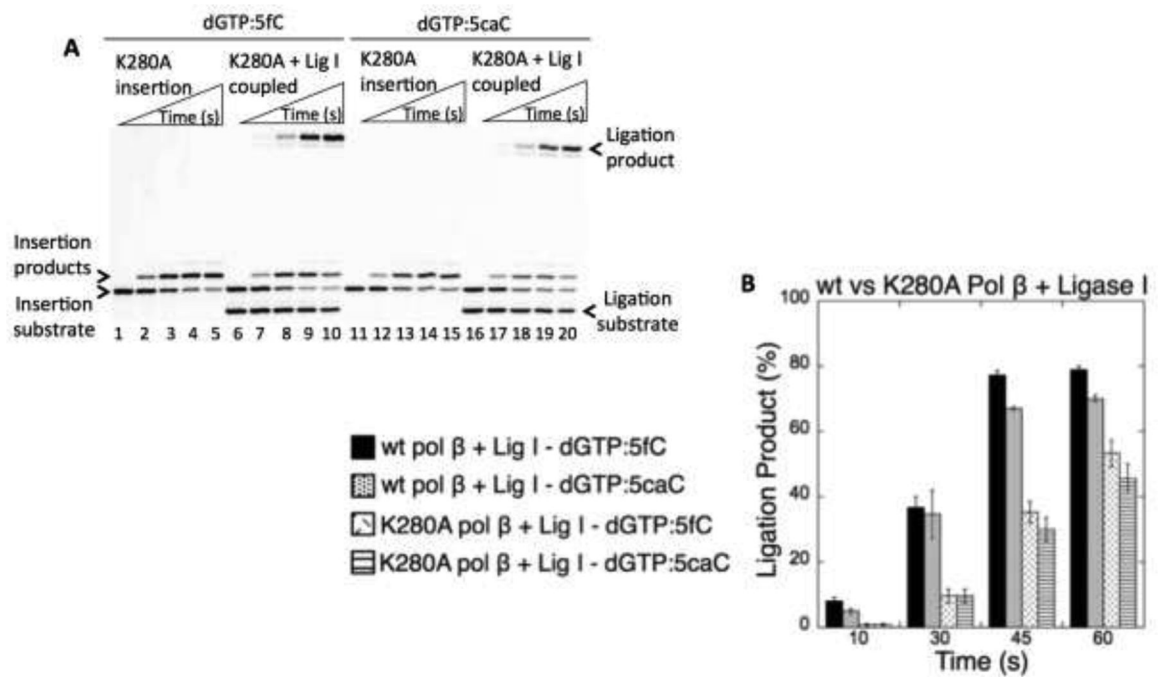 A
dGTP:5fC
dGTP:5caC
K280A
insertion
K280A + Lig I
coupled
K280A
insertion
K280A + Lig I
coupled
Time (s)
Time (s)
Time (s)
Time (s)
Ligation
product
Insertion
products
Insertion
substrate
Ligation
substrate
1 2 3 4 5 6 7 8 9 10 11 12 13 14 15 16 17 18 19 20
wt pol β + Lig I - dGTP:5fC
wt pol β + Lig I - dGTP:5caC
K280A pol β + Lig I - dGTP:5fC
K280A pol β + Lig I - dGTP:5caC
B
wt vs K280A Pol β + Ligase I
Ligation Product (%)
100
80
60
40
20
0
10 30 45 60
Time (s)